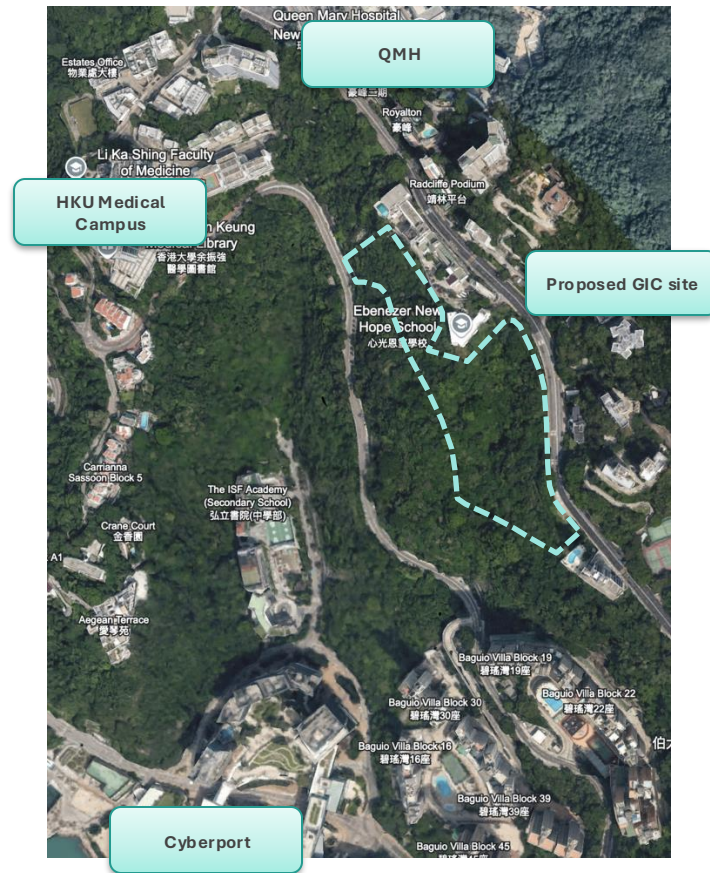 Queen Mary Hospital
New
QMH
Estates Office
物業處大樓
豪峰二期
Royalton
豪峰
Li Ka Shing Faculty
of Medicine
Radcliffe Podium
靖林平台
HKU Medical
Campus
n Keung
Medical Library
香港大學余振強
醫學圖書館
Proposed GIC site
Ebenezer New
Hope School
心光恩望學校
Carrianna
Sassoon Block 5
The ISF Academy
(Secondary School)
弘立書院(中學部)
Crane Court
金香園
A1
Aegean Terrace
愛琴苑
Baguio Villa Block 19
碧瑤灣19座
Baguio Villa Block 22
碧瑤灣22座
Baguio Villa Block 30
碧瑤灣30座
Baguio Villa Block 16
碧瑤灣16座
Baguio Villa Block 39
碧瑤灣39座
Cyberport
Baguio Villa Block 45